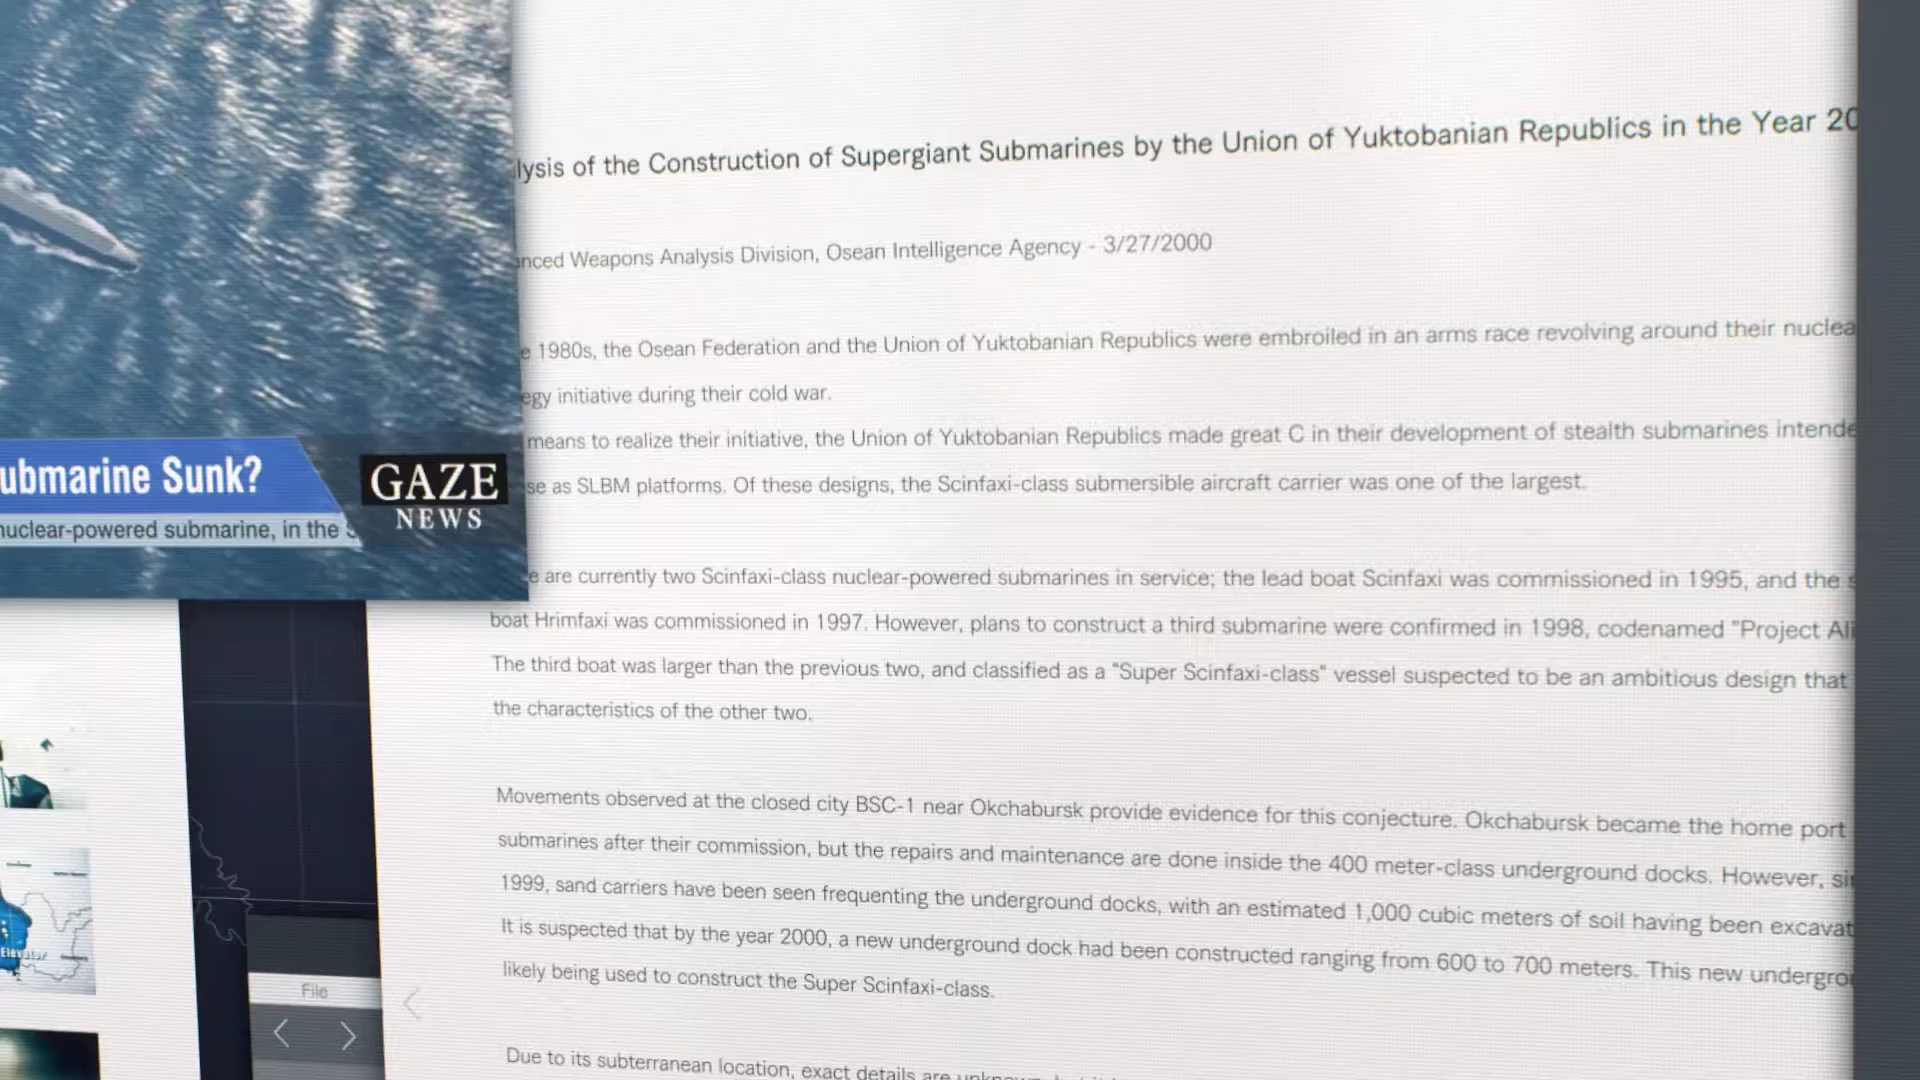 lysis of the Construction of Supergiant Submarines by the Union of Yuktobanian Republics in the Year 20
nced Weapons Analysis Division, Osean Intelligence Agency - 3/27/2000
e 1980s, the Osean Federation and the Union of Yuktobanian Republics were embroiled in an arms race revolving around their nuclea
egy initiative during their cold war.
means to realize their initiative, the Union of Yuktobanian Republics made great C in their development of stealth submarines intende
se as SLBM platforms. Of these designs, the Scinfaxi-class submersible aircraft carrier was one of the largest.
e are currently two Scinfaxi-class nuclear-powered submarines in service; the lead boat Scinfaxi was commissioned in 1995, and the s
boat Hrimfaxi was commissioned in 1997. However, plans to construct a third submarine were confirmed in 1998, codenamed "Project Ali
The third boat was larger than the previous two, and classified as a "Super Scinfaxi-class" vessel suspected to be an ambitious design that
the characteristics of the other two.
Movements observed at the closed city BSC-1 near Okchabursk provide evidence for this conjecture. Okchabursk became the home port
submarines after their commission, but the repairs and maintenance are done inside the 400 meter-class underground docks. However, si
1999, sand carriers have been seen frequenting the underground docks, with an estimated 1,000 cubic meters of soil having been excavat
It is suspected that by the year 2000, a new underground dock had been constructed ranging from 600 to 700 meters. This new undergro
likely being used to construct the Super Scinfaxi-class.
Due to its subterranean location, exact details are
ubmarine Sunk?
nuclear-powered submarine, in the S
GAZE
NEWS
Elevator
File